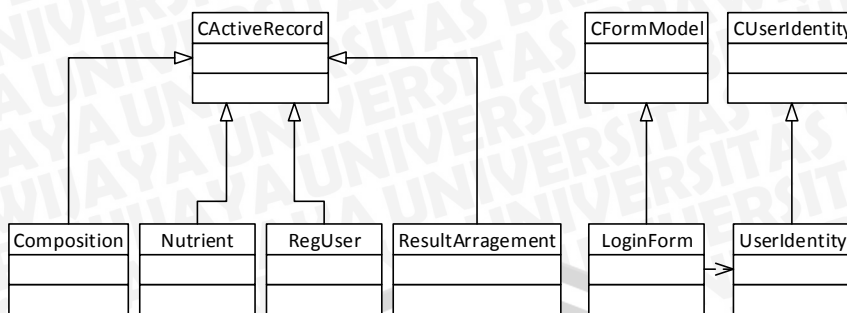 CActiveRecord
CFormModel
CUserIdentity
Composition
Nutrient
RegUser
ResultArragement
LoginForm
UserIdentity